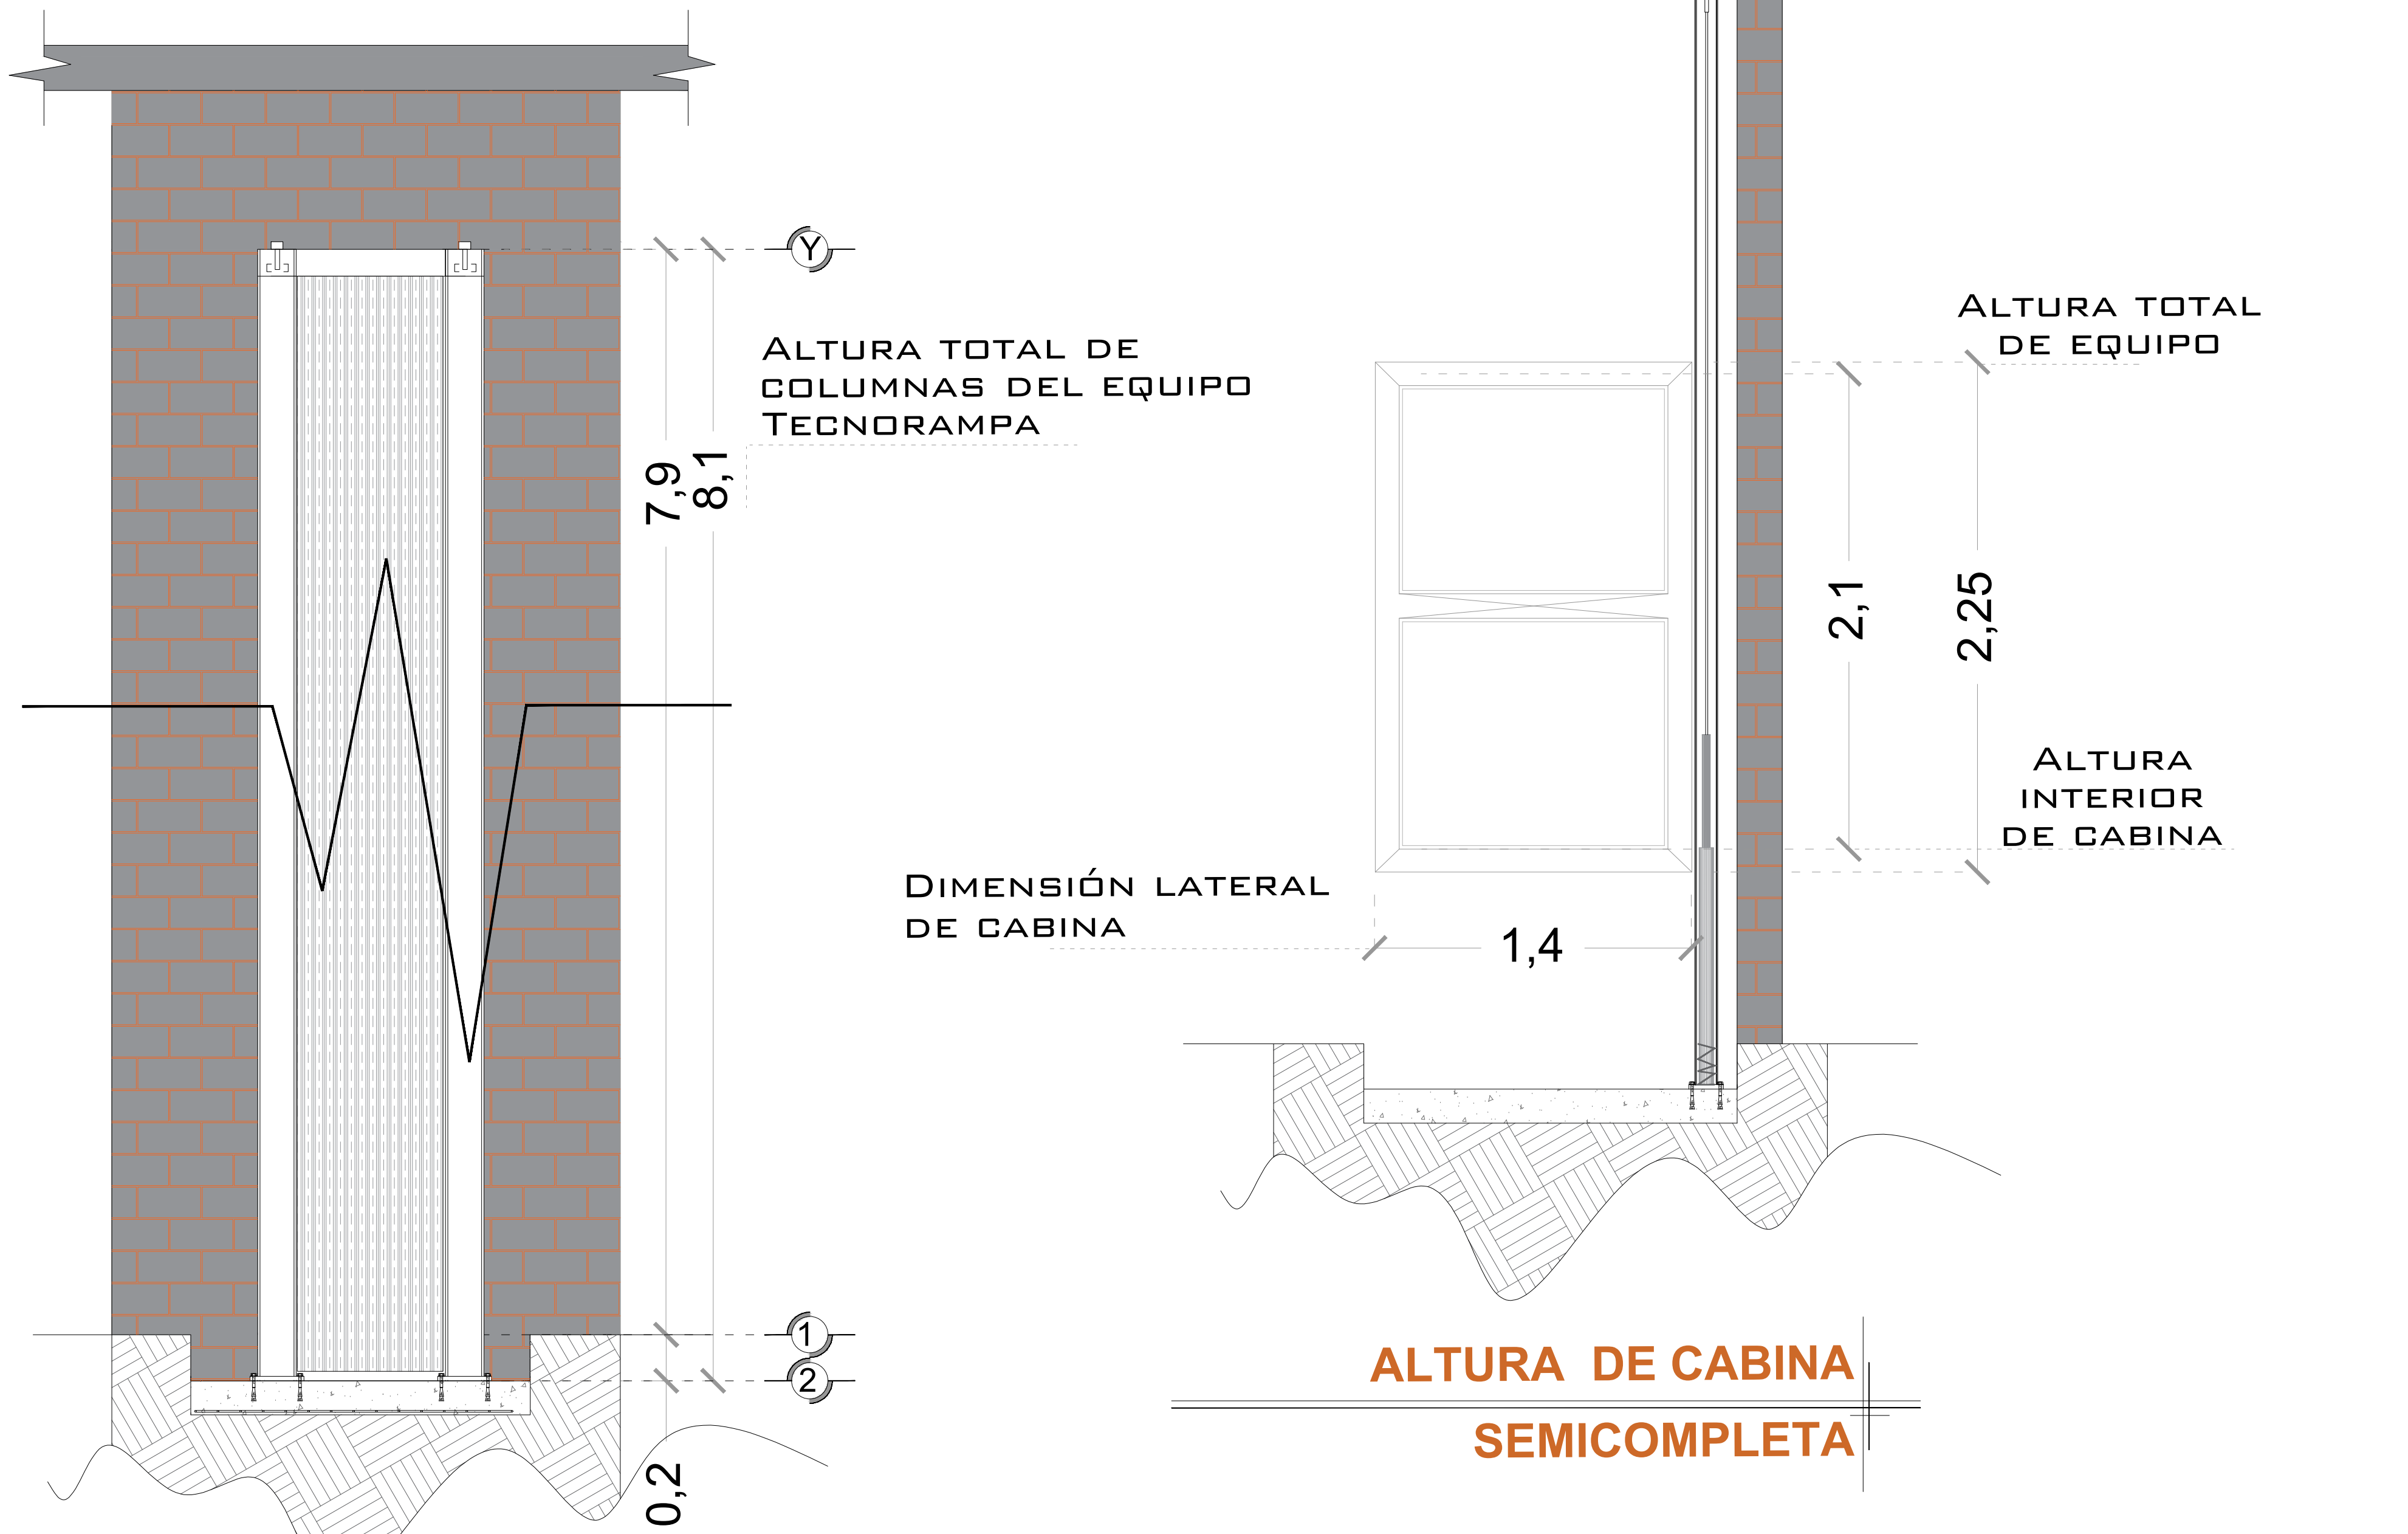 Y
ALTURA TOTAL DE
COLUMNAS DEL EQUIPO
TECNORAMPA
7,9
8,1
1
2
0,2
ALTURA TOTAL
DE EQUIPO
2,1
2,25
ALTURA
INTERIOR
DE CABINA
DIMENSIÓN LATERAL
DE CABINA
1,4
ALTURA DE CABINA
SEMICOMPLETA